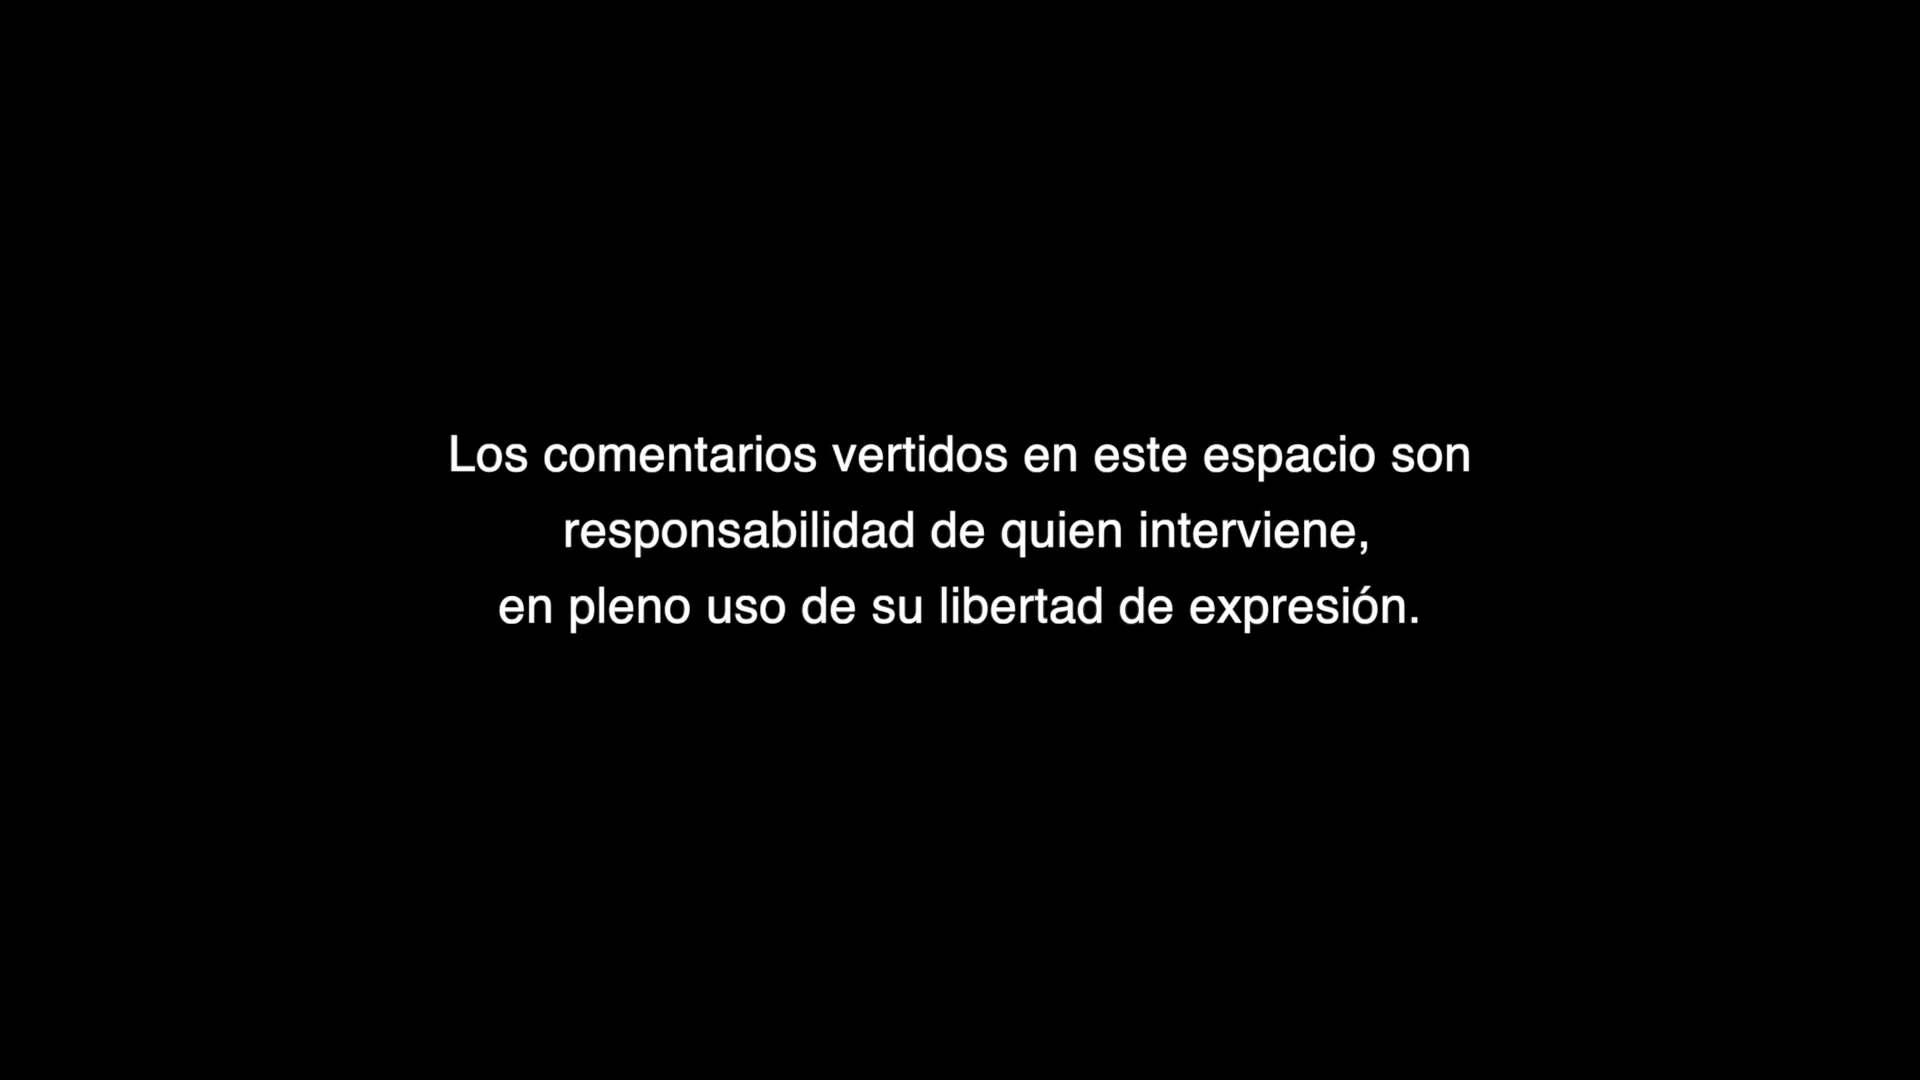 Los comentarios vertidos en este espacio son
responsabilidad de quien interviene,
en pleno uso de su libertad de expresión.